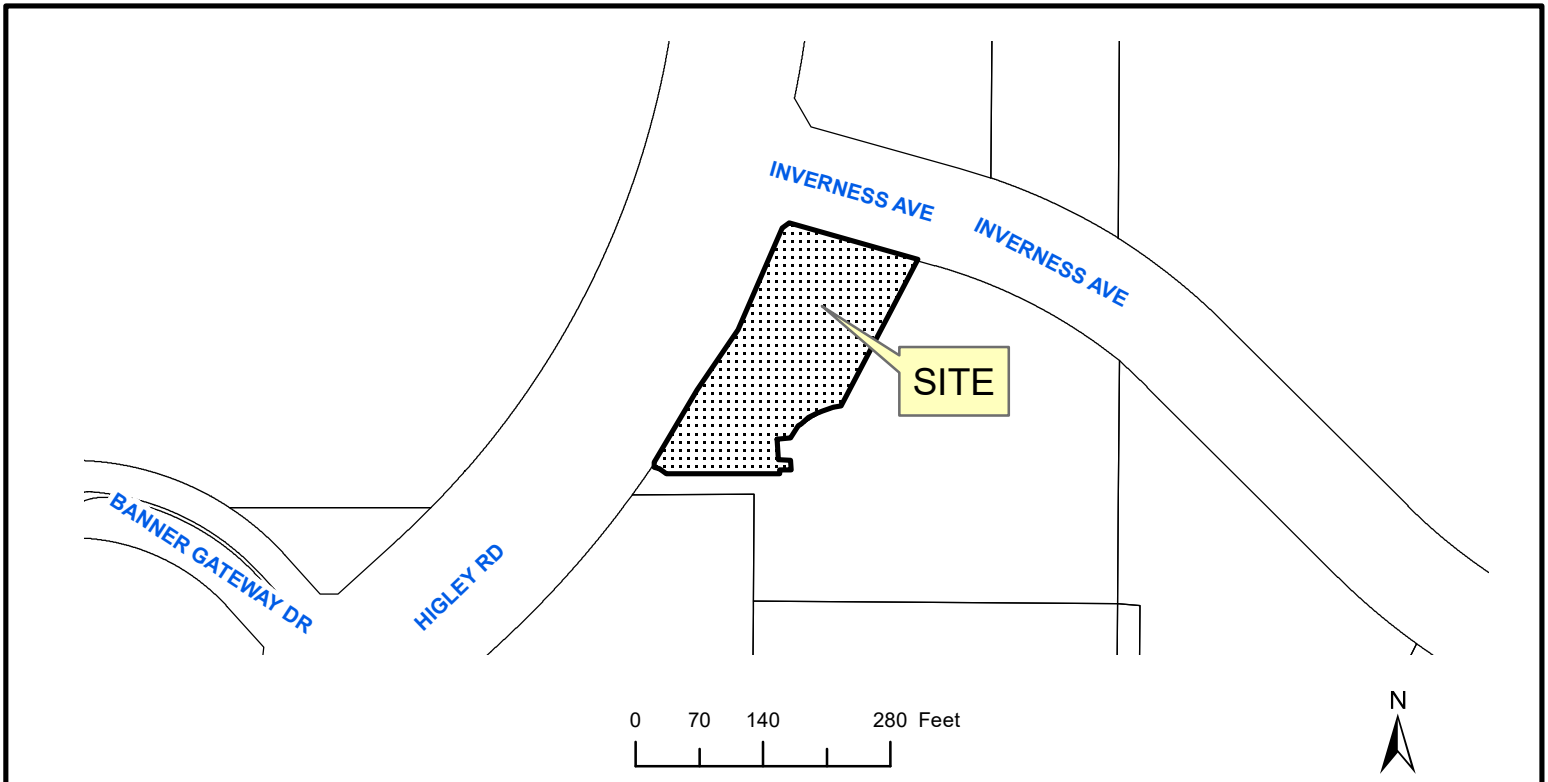 INVERNESS AVE
INVERNESS AVE
SITE
BANNER GATEWAY DR
HIGLEY RD
0 70 140 280 Feet
N